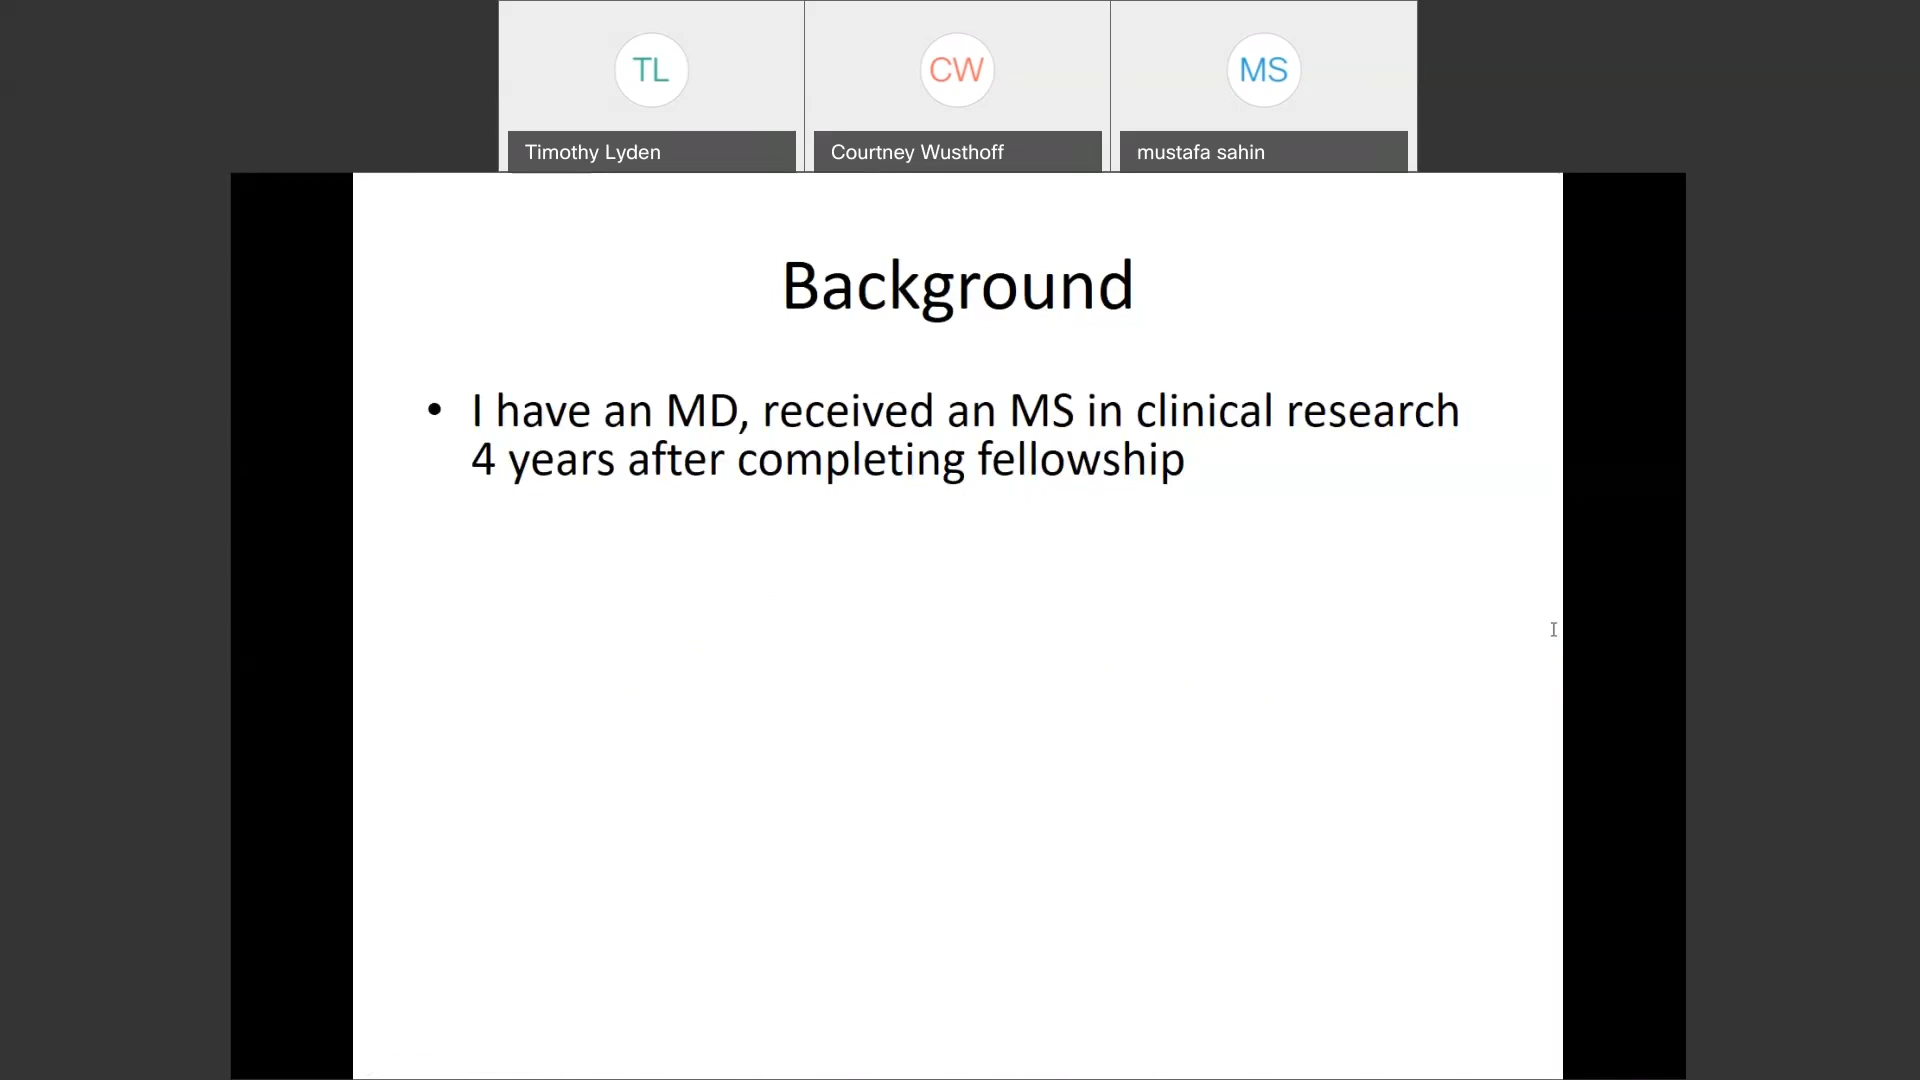 TL
CW
MS
Timothy Lyden
Courtney Wusthoff
mustafa sahin
Background
• I have an MD, received an MS in clinical research
4 years after completing fellowship